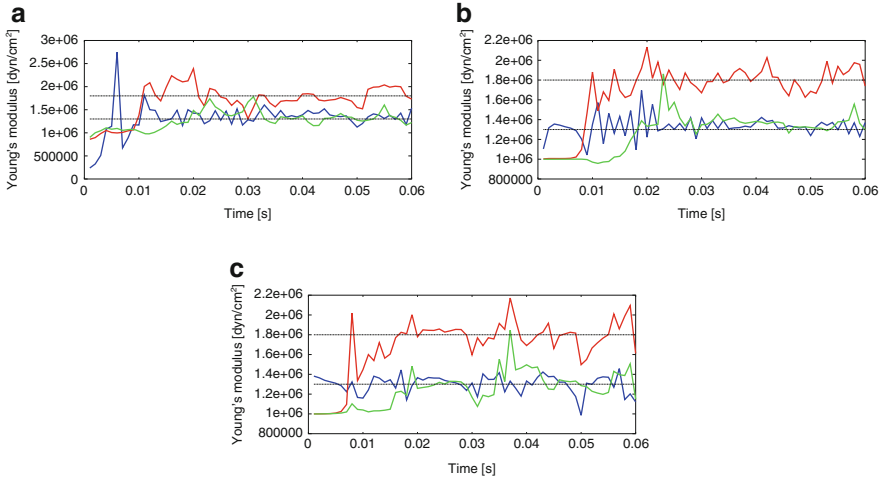 a
Young's modulus [dyn/cm²]
3e+06
2.5e+06
2e+06
1.5e+06
1e+06
500000
0
0 0.01 0.02 0.03 0.04 0.05 0.06
Time [s]
b
Young's modulus [dyn/cm²]
2.2e+06
2e+06
1.8e+06
1.6e+06
1.4e+06
1.2e+06
1e+06
800000
0 0.01 0.02 0.03 0.04 0.05 0.06
Time [s]
c
Young's modulus [dyn/cm²]
2.2e+06
2e+06
1.8e+06
1.6e+06
1.4e+06
1.2e+06
1e+06
800000
0 0.01 0.02 0.03 0.04 0.05 0.06
Time [s]